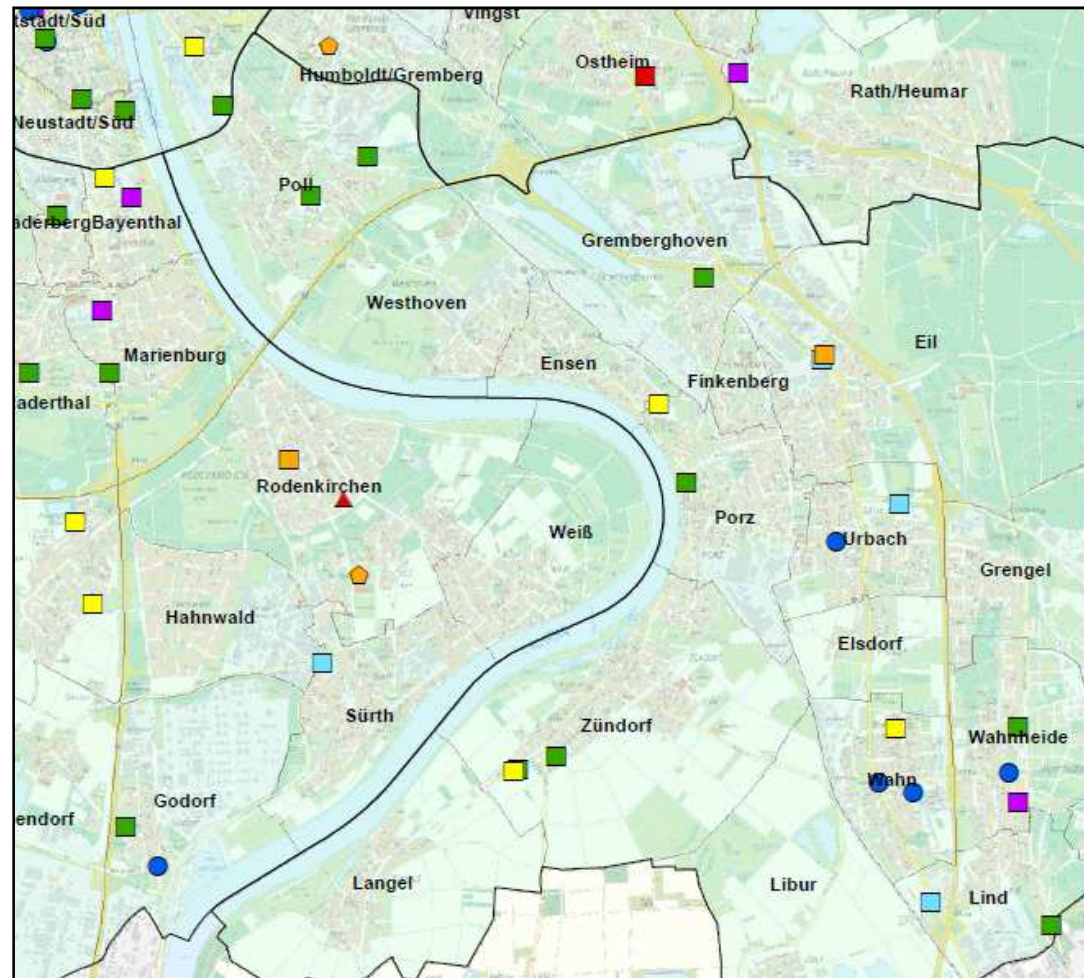 tstadt/Süd
Vingst
Humboldt/Gremberg
Ostheim
Rath/Heumar
Neustadt/Süd
Poll
aderberg
Bayenthal
Gremberghoven
Westhoven
Eil
Marienburg
Ensen
Finkenberg
aderthal
Rodenkirchen
Porz
Weiß
Urbach
Grengel
Hahnwald
Elsdorf
Sürth
Zündorf
Wahnheide
Wahn
Godorf
endorf
Langel
Libur
Lind